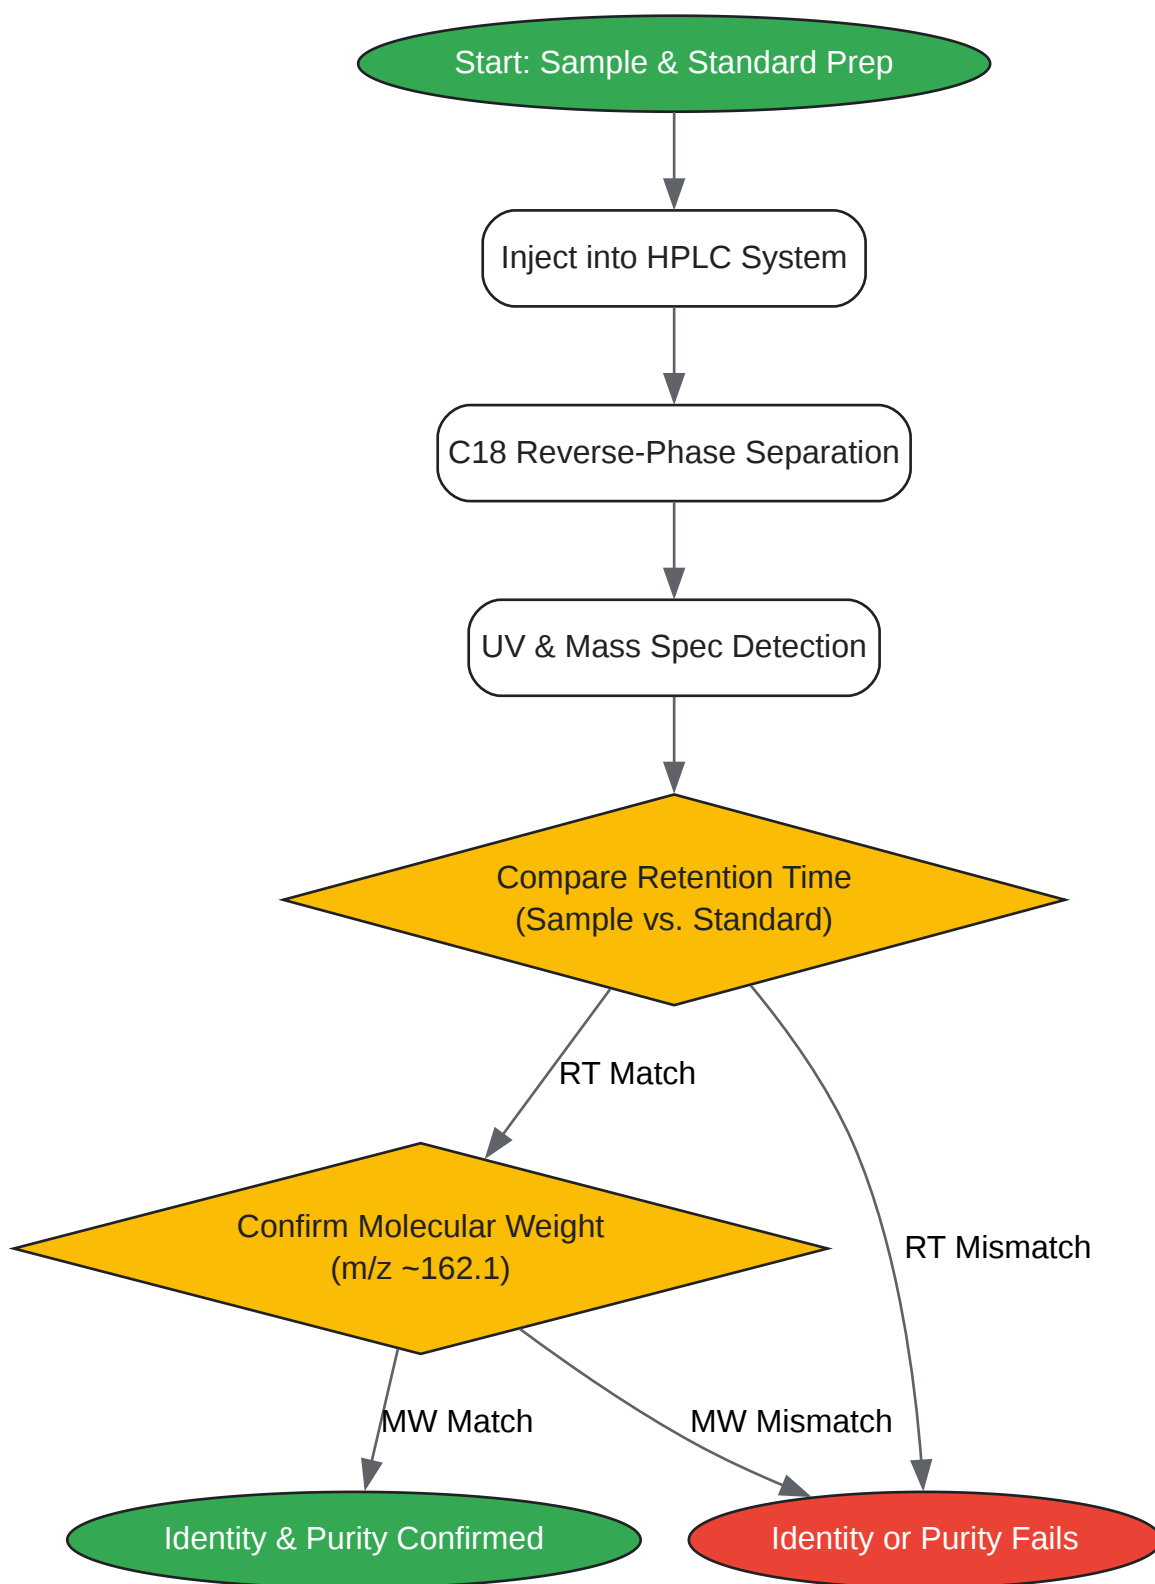 Start: Sample & Standard Prep
Inject into HPLC System
C18 Reverse-Phase Separation
UV & Mass Spec Detection
Compare Retention Time
(Sample vs. Standard)
RT Match
Confirm Molecular Weight
(m/z ~162.1)
RT Mismatch
MW Match
MW Mismatch
Identity & Purity Confirmed
Identity or Purity Fails